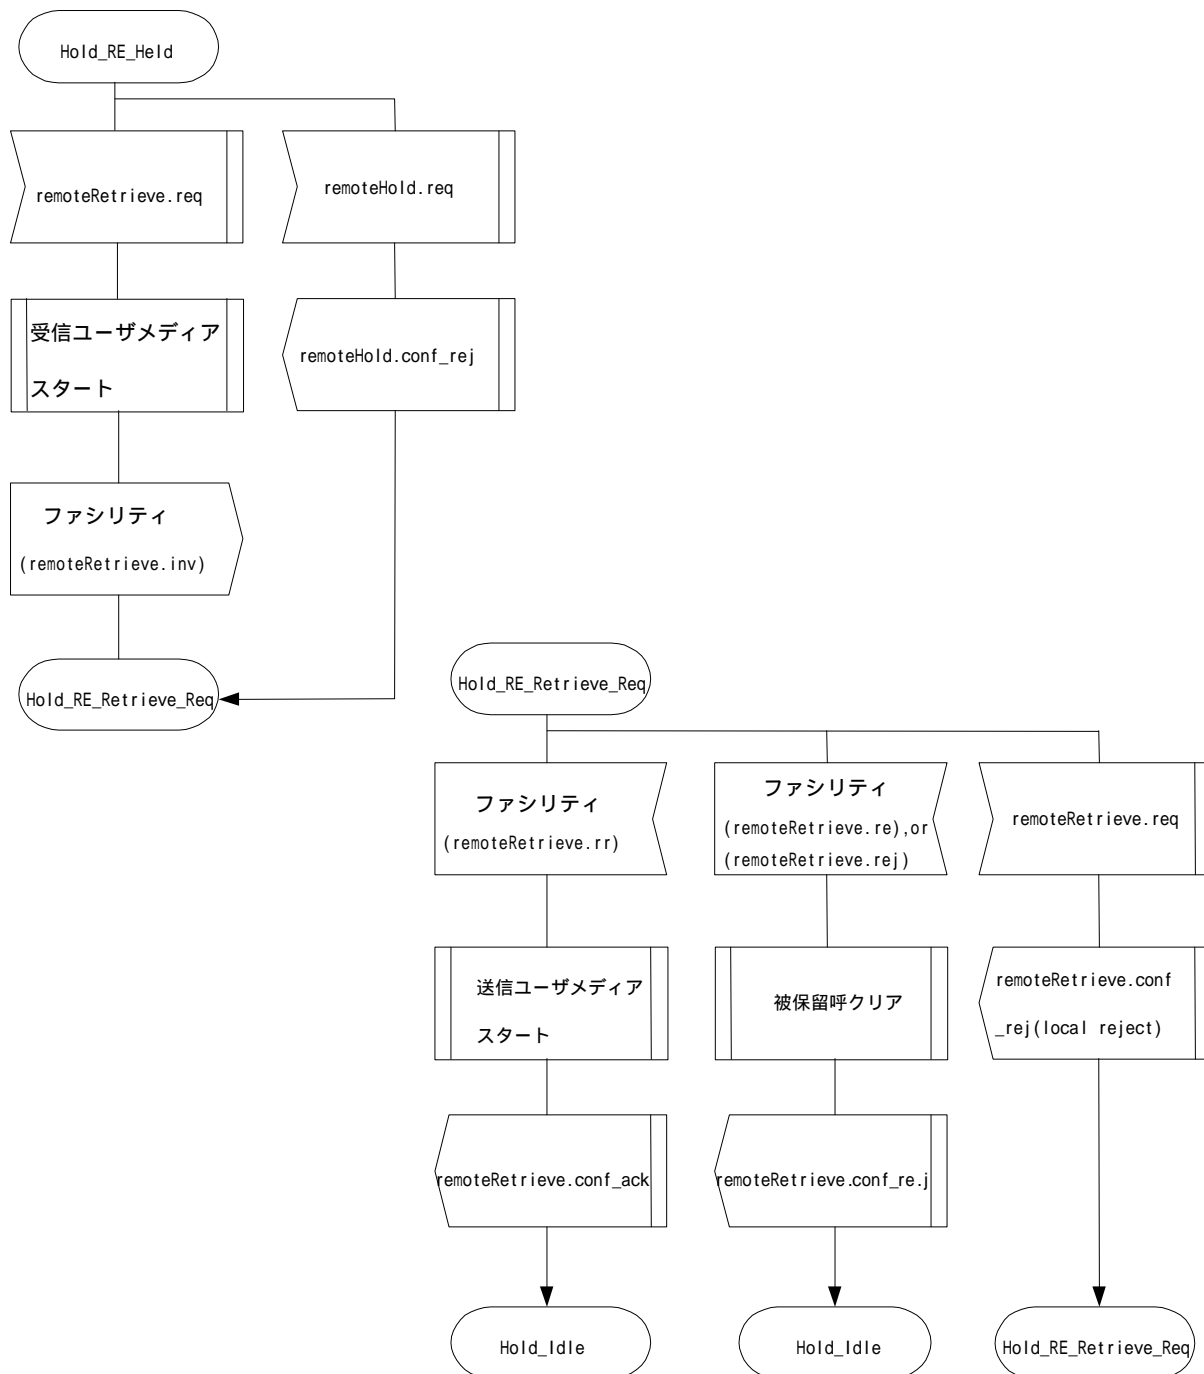 Hold_RE_Held
remoteRetrieve.req
remoteHold.req
受信ユーザメディア
スタート
remoteHold.conf_rej
ファシリティ
(remoteRetrieve.inv)
Hold_RE_Retrieve_Req
Hold_RE_Retrieve_Req
ファシリティ
(remoteRetrieve.rr)
ファシリティ
(remoteRetrieve.re),or
(remoteRetrieve.rej)
remoteRetrieve.req
送信ユーザメディア
スタート
被保留呼クリア
remoteRetrieve.conf
_rej(local reject)
remoteRetrieve.conf_ack
remoteRetrieve.conf_re.j
Hold_Idle
Hold_Idle
Hold_RE_Retrieve_Req